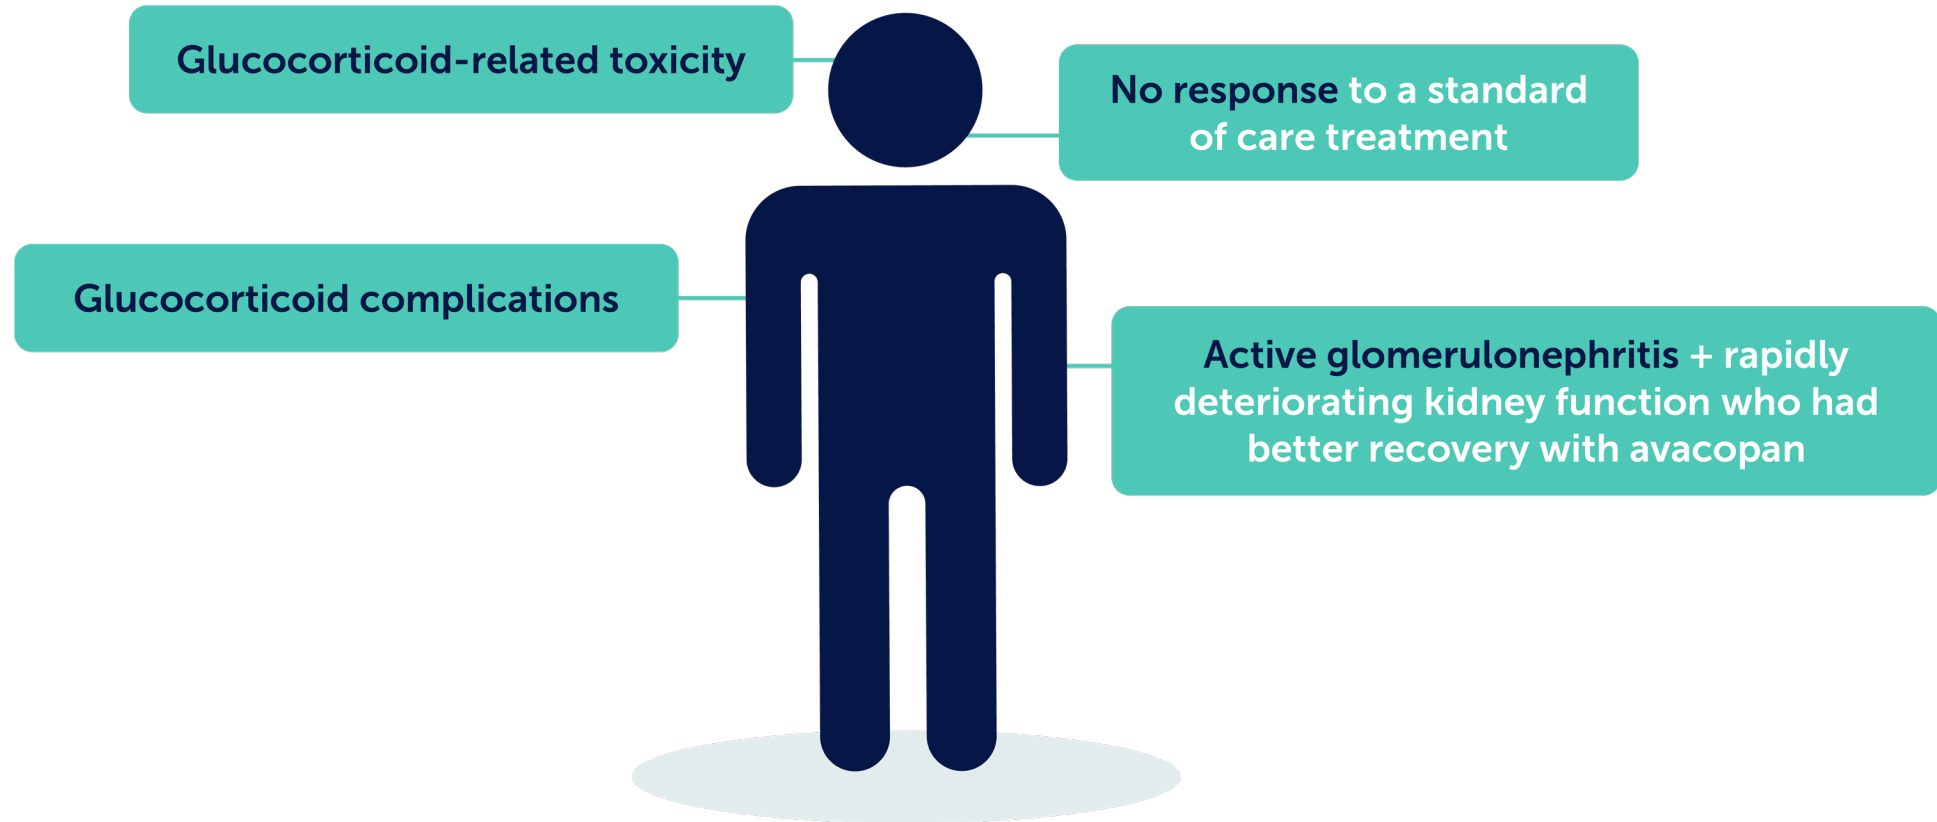 Glucocorticoid-related toxicity
No response to a standard
of care treatment
Glucocorticoid complications
Active glomerulonephritis + rapidly
deteriorating kidney function who had
better recovery with avacopan